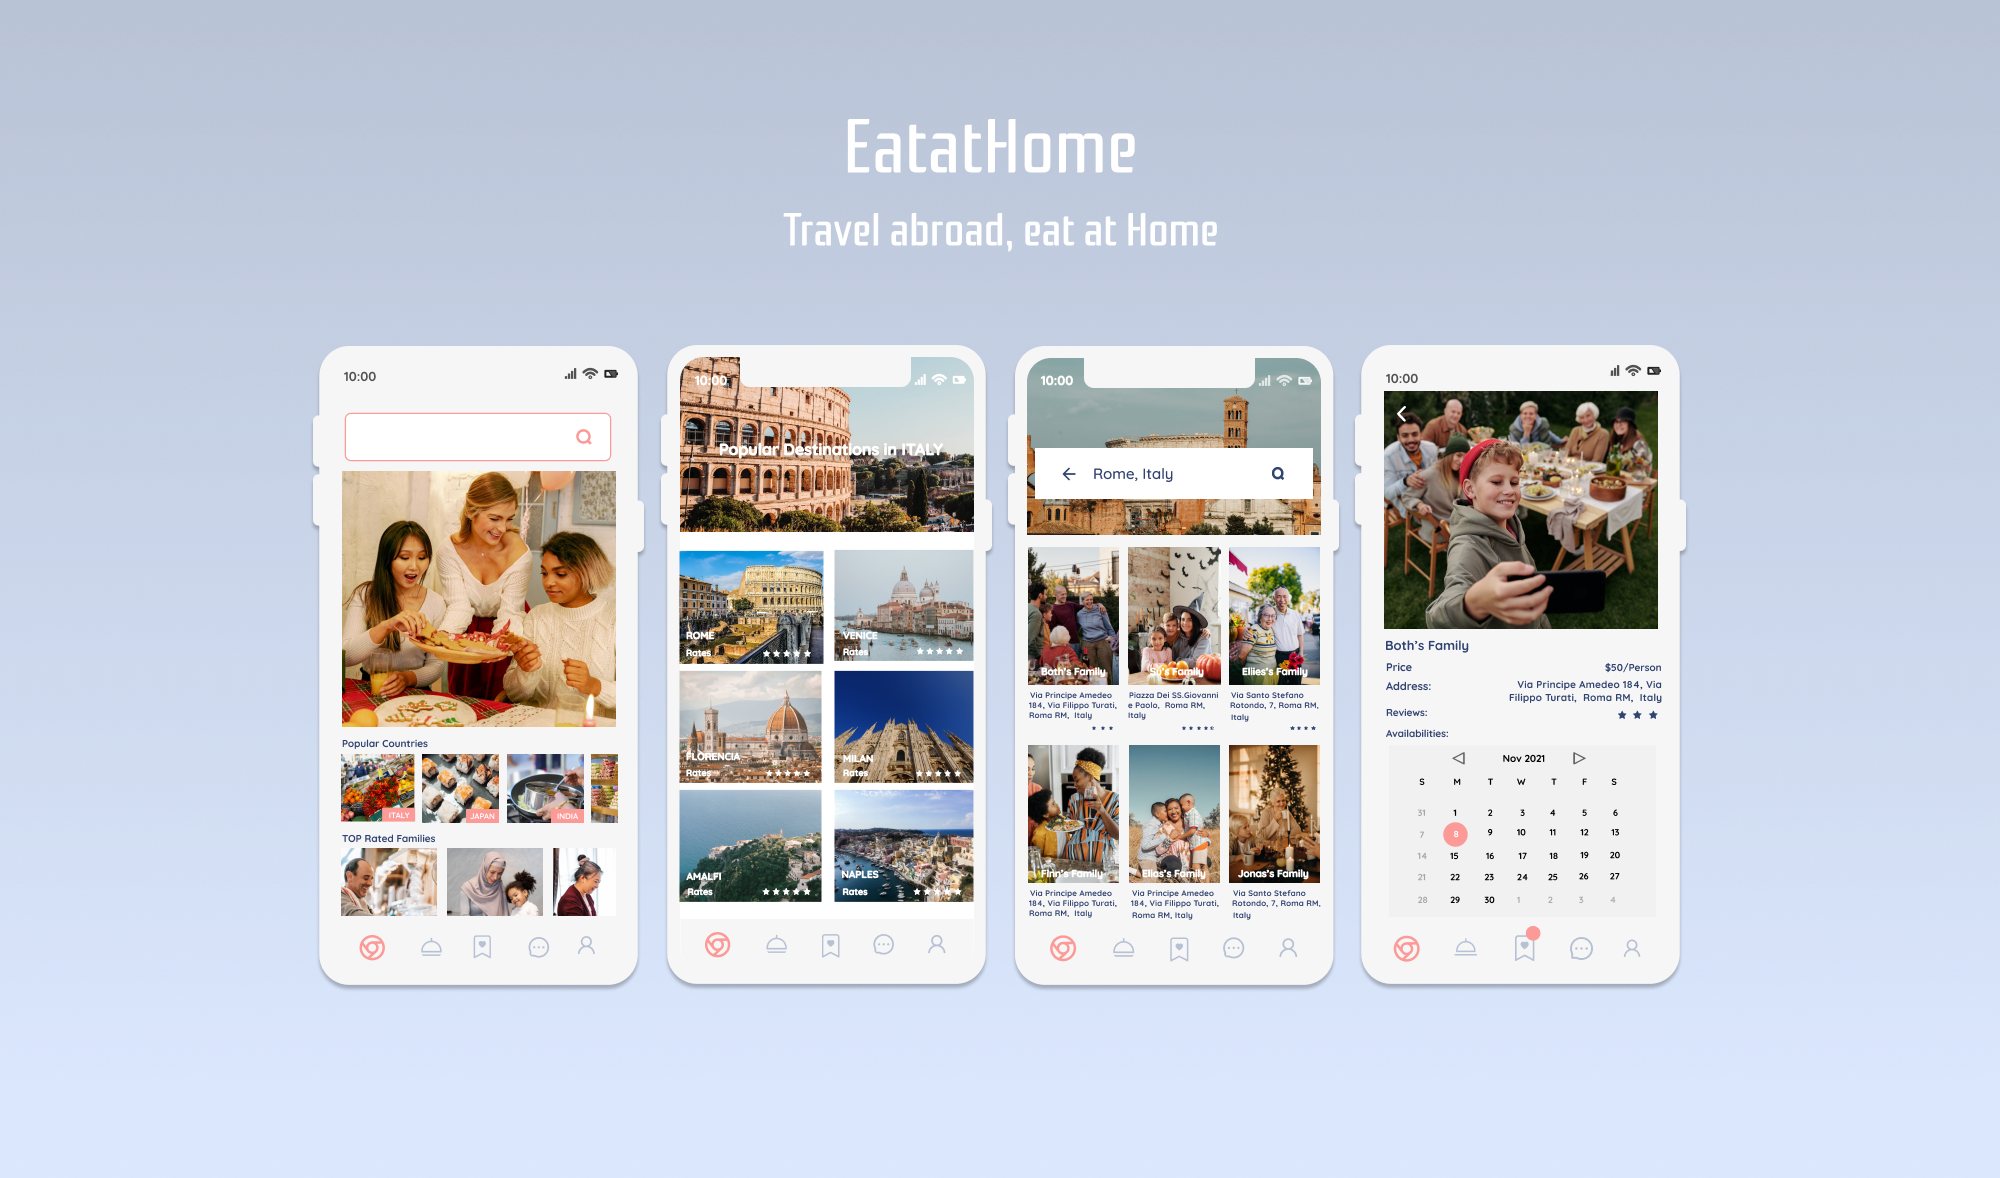 EatatHome
Travel abroad, eat at Home
10:00
Popular Countries
ITALY
JAPAN
INDIA
TOP Rated Families
10:00
Popular Destinations in ITALY
ROME
Rates
VENICE
Rates
FLORENCIA
Rates
MILAN
Rates
AMALFI
Rates
NAPLES
Rates
10:00
Rome, Italy
Both's Family
Via Principe Amedeo
184, Via Filippo Turati,
Roma RM, Italy
Family
Piazza Dei SS.Giovanni
e Paolo, Roma RM,
Italy
Ellies's Family
Via Santo Stefano
Rotondo, 7, Roma RM,
Italy
Finn's Family
Via Principe Amedeo
184, Via Filippo Turati,
Roma RM, Italy
Elias's Family
Via Principe Amedeo
184, Via Filippo Turati,
Roma RM, Italy
Jonas's Family
Via Santo Stefano
Rotondo, 7, Roma RM,
Italy
10:00
Both's Family
Price $50/Person
Address: Via Principe Amedeo 184, Via
Filippo Turati, Roma RM, Italy
Reviews:
Availabilities:
Nov 2021
S M T W T F S
31 1 2 3 4 5 6
7 8 9 10 11 12 13
14 15 16 17 18 19 20
21 22 23 24 25 26 27
28 29 30 1 2 3 4